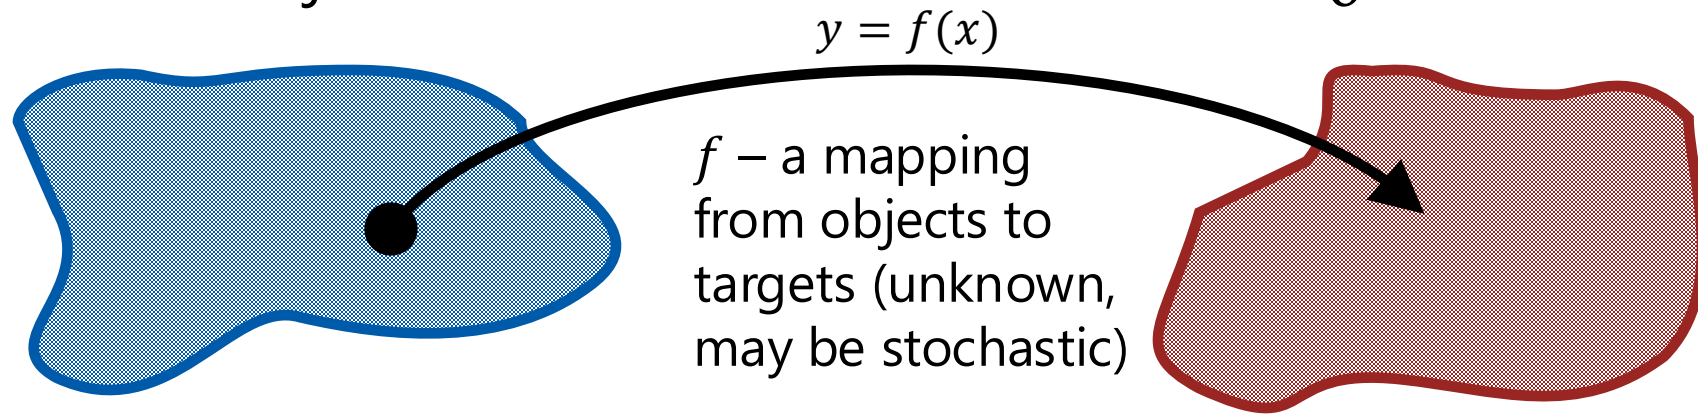 y = f(x)
f – a mapping
from objects to
targets (unknown,
may be stochastic)